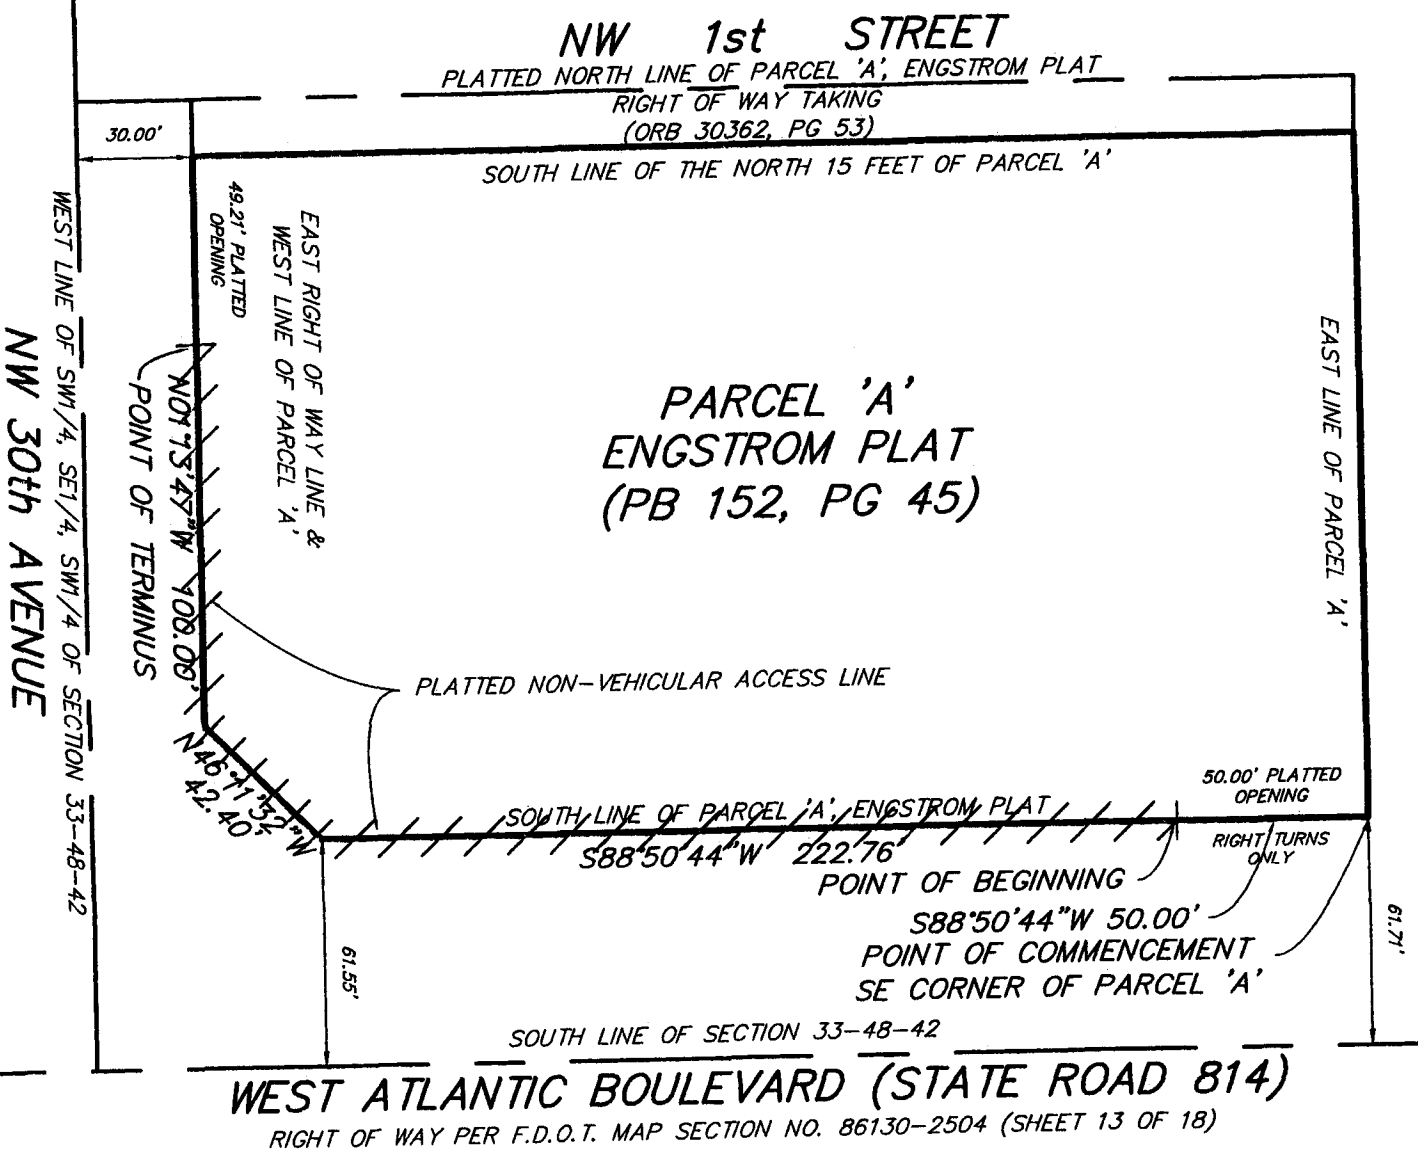 NW 1st STREET
PLATTED NORTH LINE OF PARCEL 'A', ENGSTROM PLAT
RIGHT OF WAY TAKING
(ORB 30362, PG 53)
30.00'
SOUTH LINE OF THE NORTH 15 FEET OF PARCEL 'A'
49.21' PLATTED
OPENING
EAST RIGHT OF WAY LINE &
WEST LINE OF PARCEL 'A'
WEST LINE OF SW1/4, SE1/4, SW1/4 OF SECTION 33-48-42
NW 30th AVENUE
PARCEL 'A'
ENGSTROM PLAT
(PB 152, PG 45)
EAST LINE OF PARCEL 'A'
N01°13'47"W 100.00'
POINT OF TERMINUS
PLATTED NON-VEHICULAR ACCESS LINE
N46°11'32"W
42.40'
50.00' PLATTED
OPENING
SOUTH LINE OF PARCEL 'A', ENGSTROM PLAT
RIGHT TURNS
ONLY
S88°50'44"W 222.76'
POINT OF BEGINNING
S88°50'44"W 50.00'
POINT OF COMMENCEMENT
SE CORNER OF PARCEL 'A'
61.55'
61.71'
SOUTH LINE OF SECTION 33-48-42
WEST ATLANTIC BOULEVARD (STATE ROAD 814)
RIGHT OF WAY PER F.D.O.T. MAP SECTION NO. 86130-2504 (SHEET 13 OF 18)